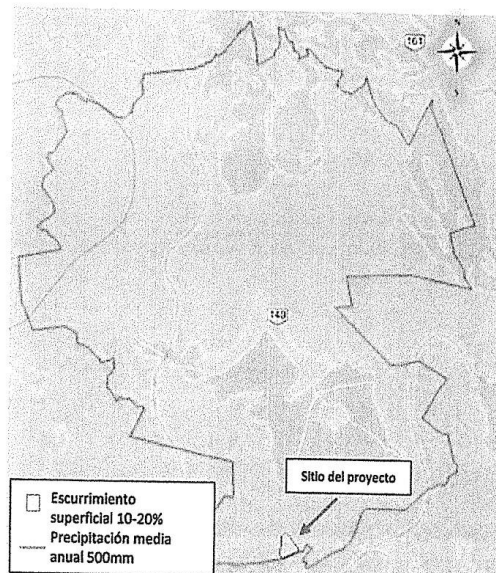 161
140
Sitio del proyecto
Escurrimiento
superficial 10-20%
Precipitación media
anual 500mm